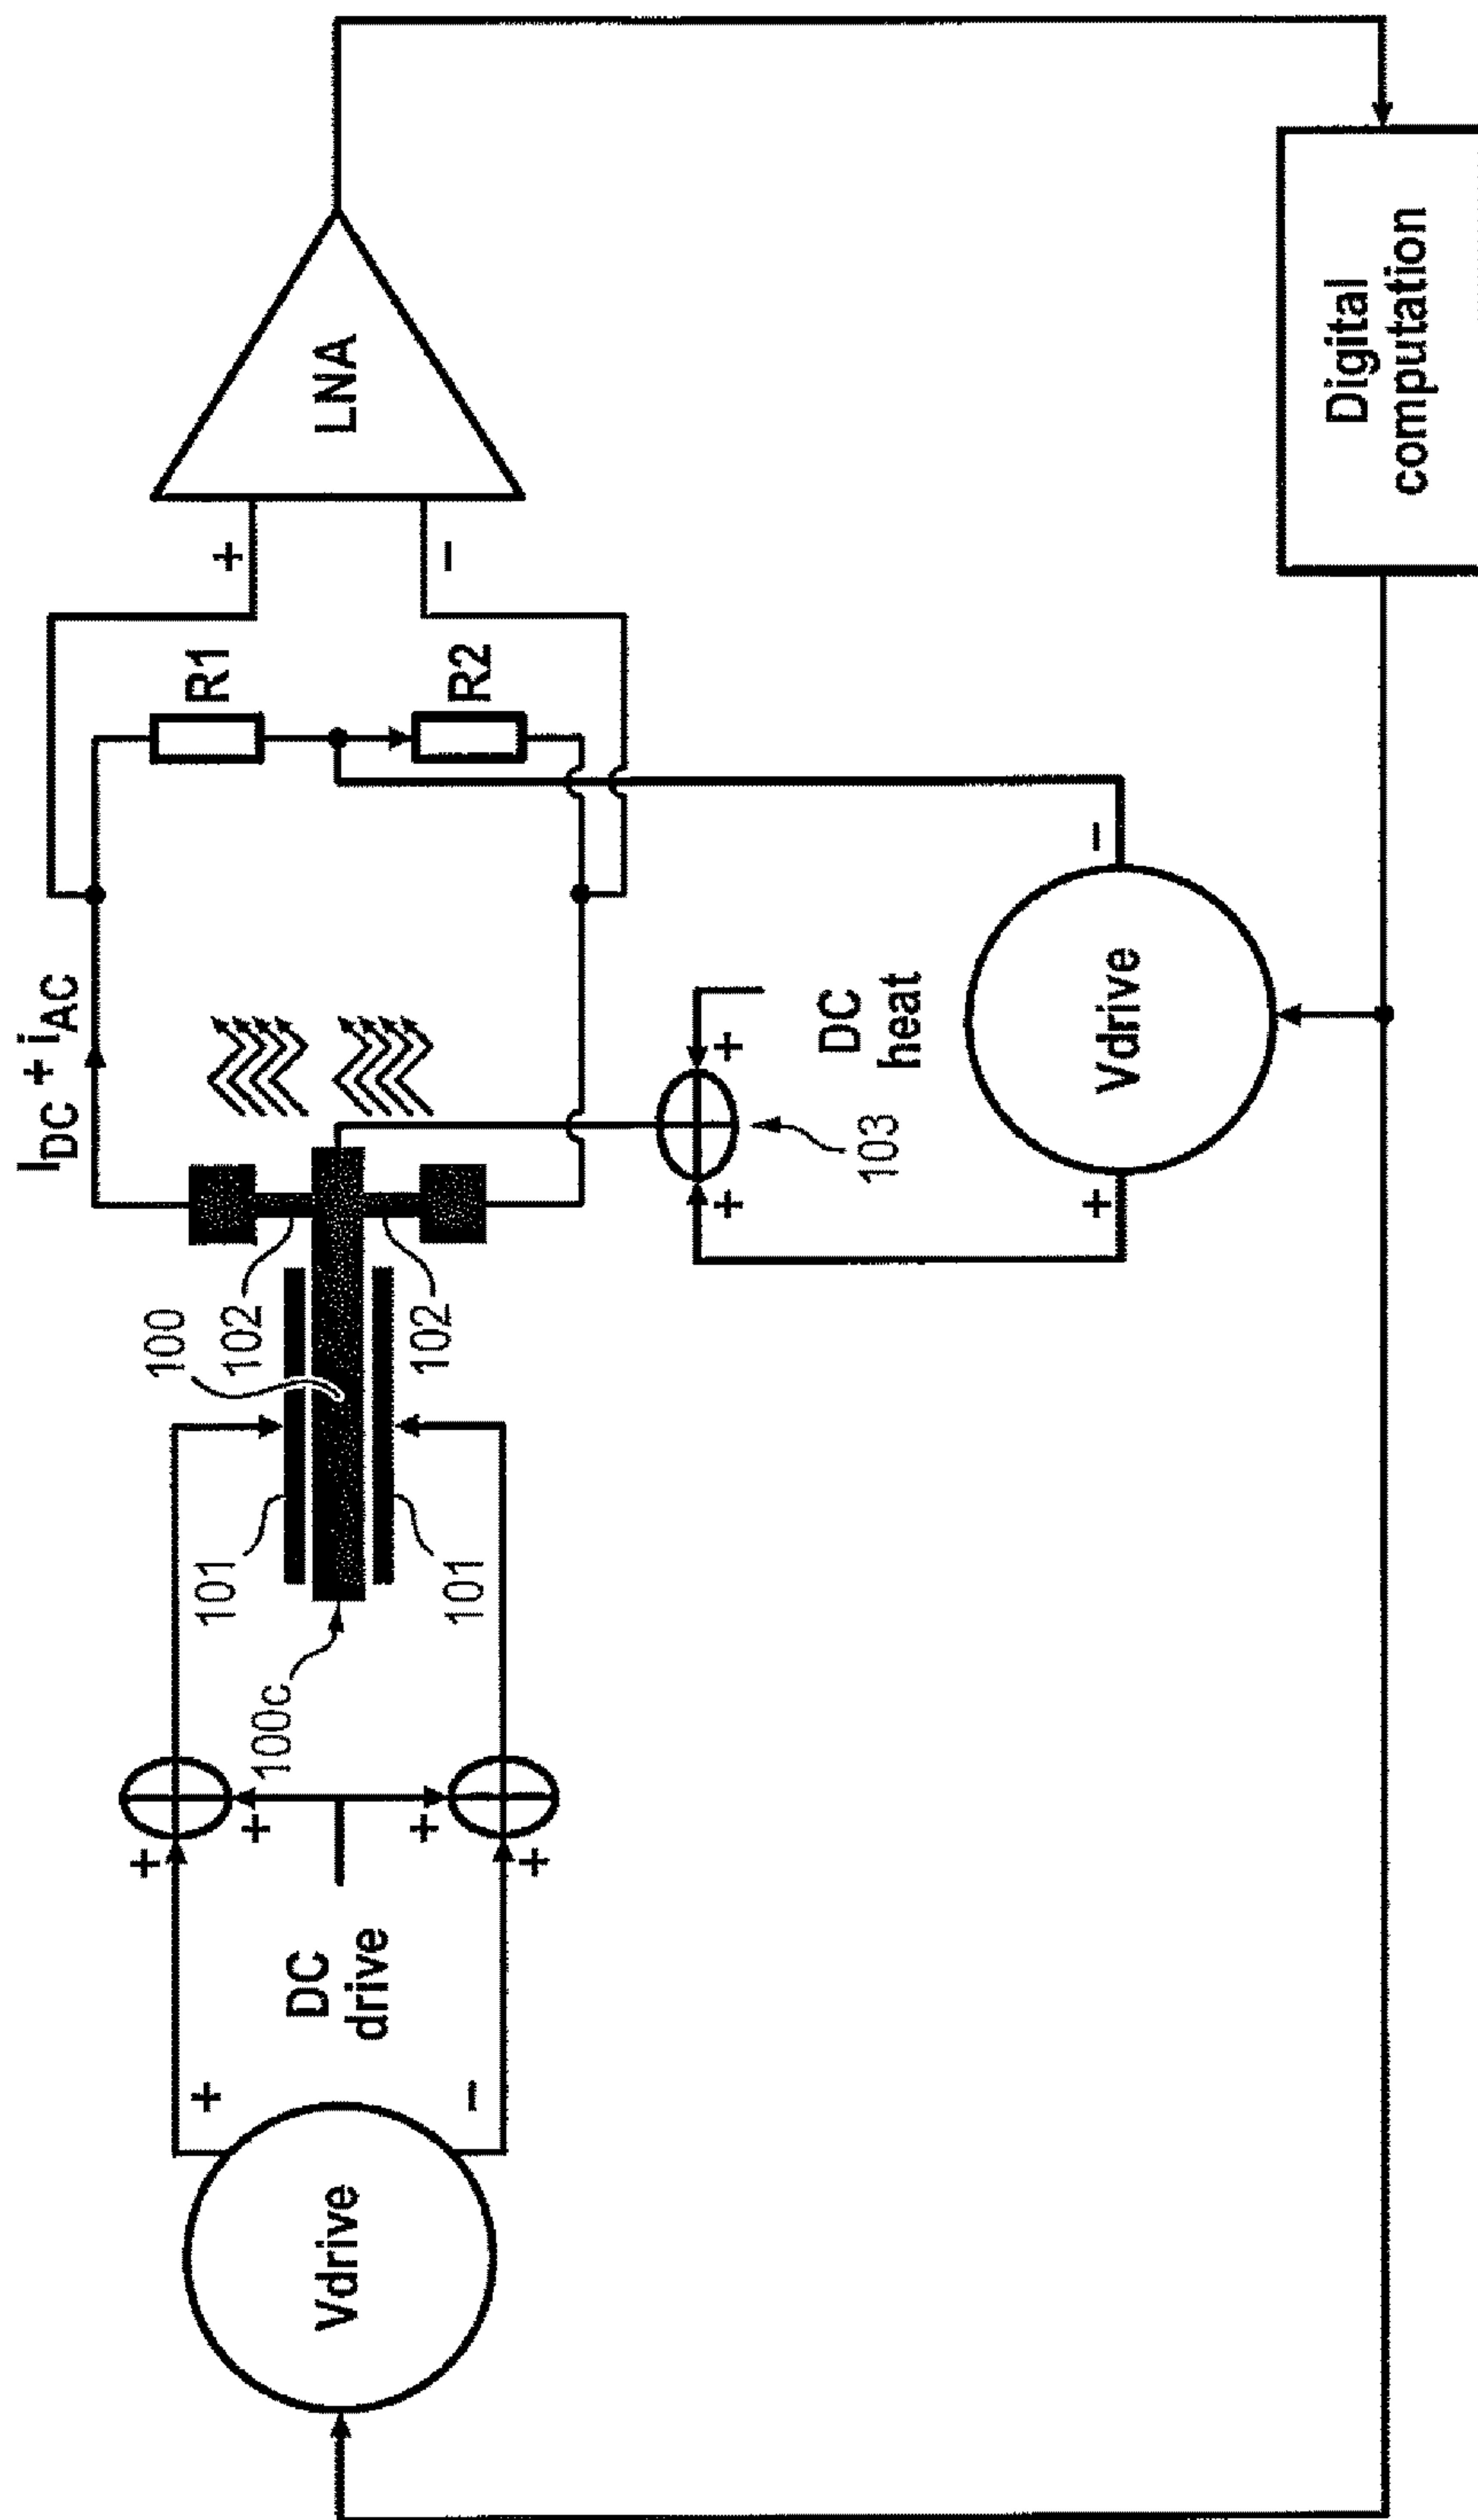 I_DC + i_AC
+
100
+
R1
101
+
102
+
100c
DC
drive
Vdrive
LNA
+
102
−
101
−
R2
+
+
+
DC
heat
103
+
−
Vdrive
Digital
computation